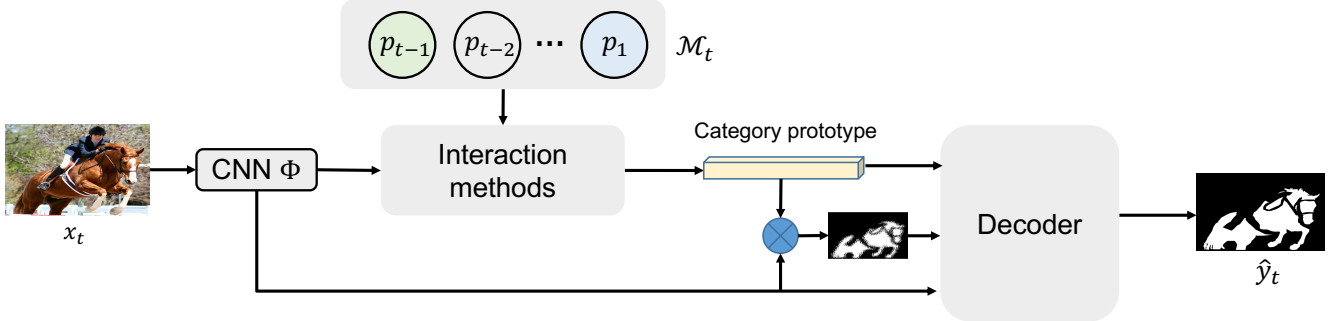 p_{t−1} p_{t−2} ··· p_1 ℳ_t
CNN Φ
Interaction
methods
Category prototype
Decoder
x_t
ŷ_t